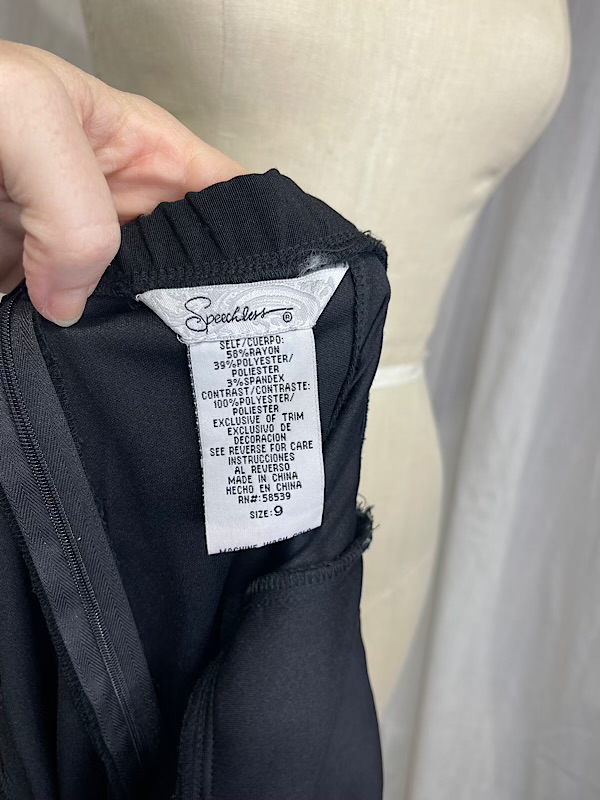 Speechless ®
SELF/CUERPO:
58%RAYON
39%POLYESTER/
POLIESTER
3%SPANDEX
CONTRAST/CONTRASTE:
100%POLYESTER/
POLIESTER
EXCLUSIVE OF TRIM
EXCLUSIVO DE
DECORACION
SEE REVERSE FOR CARE
INSTRUCCIONES
AL REVERSO
MADE IN CHINA
HECHO EN CHINA
RN#:58539
SIZE:9
MACHINE WASH